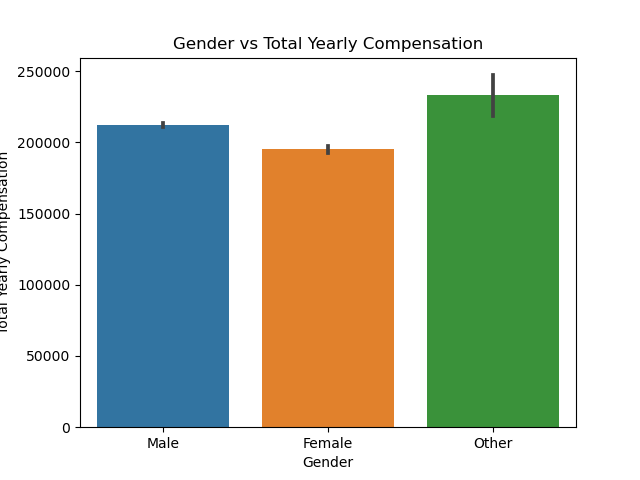 Gender vs Total Yearly Compensation
250000
200000
150000
100000
50000
0
Total Yearly Compensation
Male Female Other
Gender